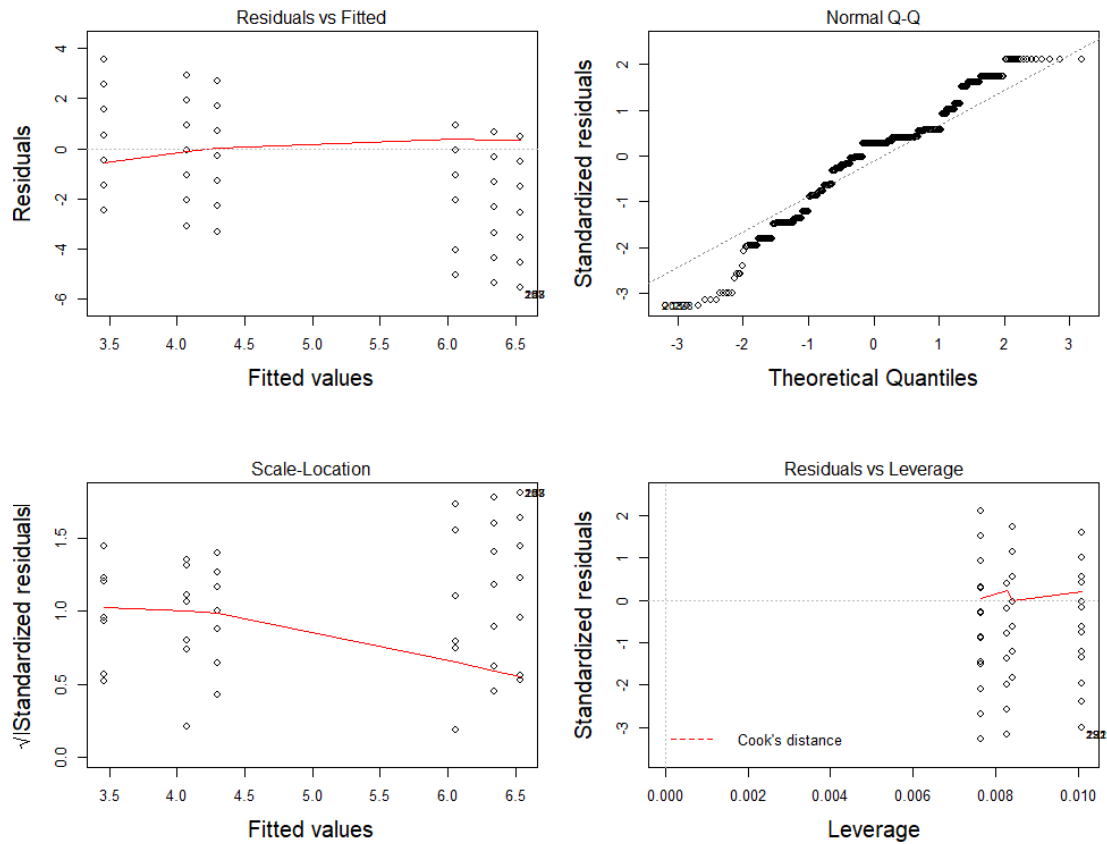 Residuals vs Fitted
Residuals
4
2
0
-2
-4
-6
3.5 4.0 4.5 5.0 5.5 6.0 6.5
Fitted values
Normal Q-Q
Standardized residuals
2
1
0
-1
-2
-3
-3 -2 -1 0 1 2 3
Theoretical Quantiles
Scale-Location
√|Standardized residuals|
1.5
1.0
0.5
0.0
3.5 4.0 4.5 5.0 5.5 6.0 6.5
Fitted values
Residuals vs Leverage
Standardized residuals
2
1
0
-1
-2
-3
Cook's distance
0.000 0.002 0.004 0.006 0.008 0.010
Leverage